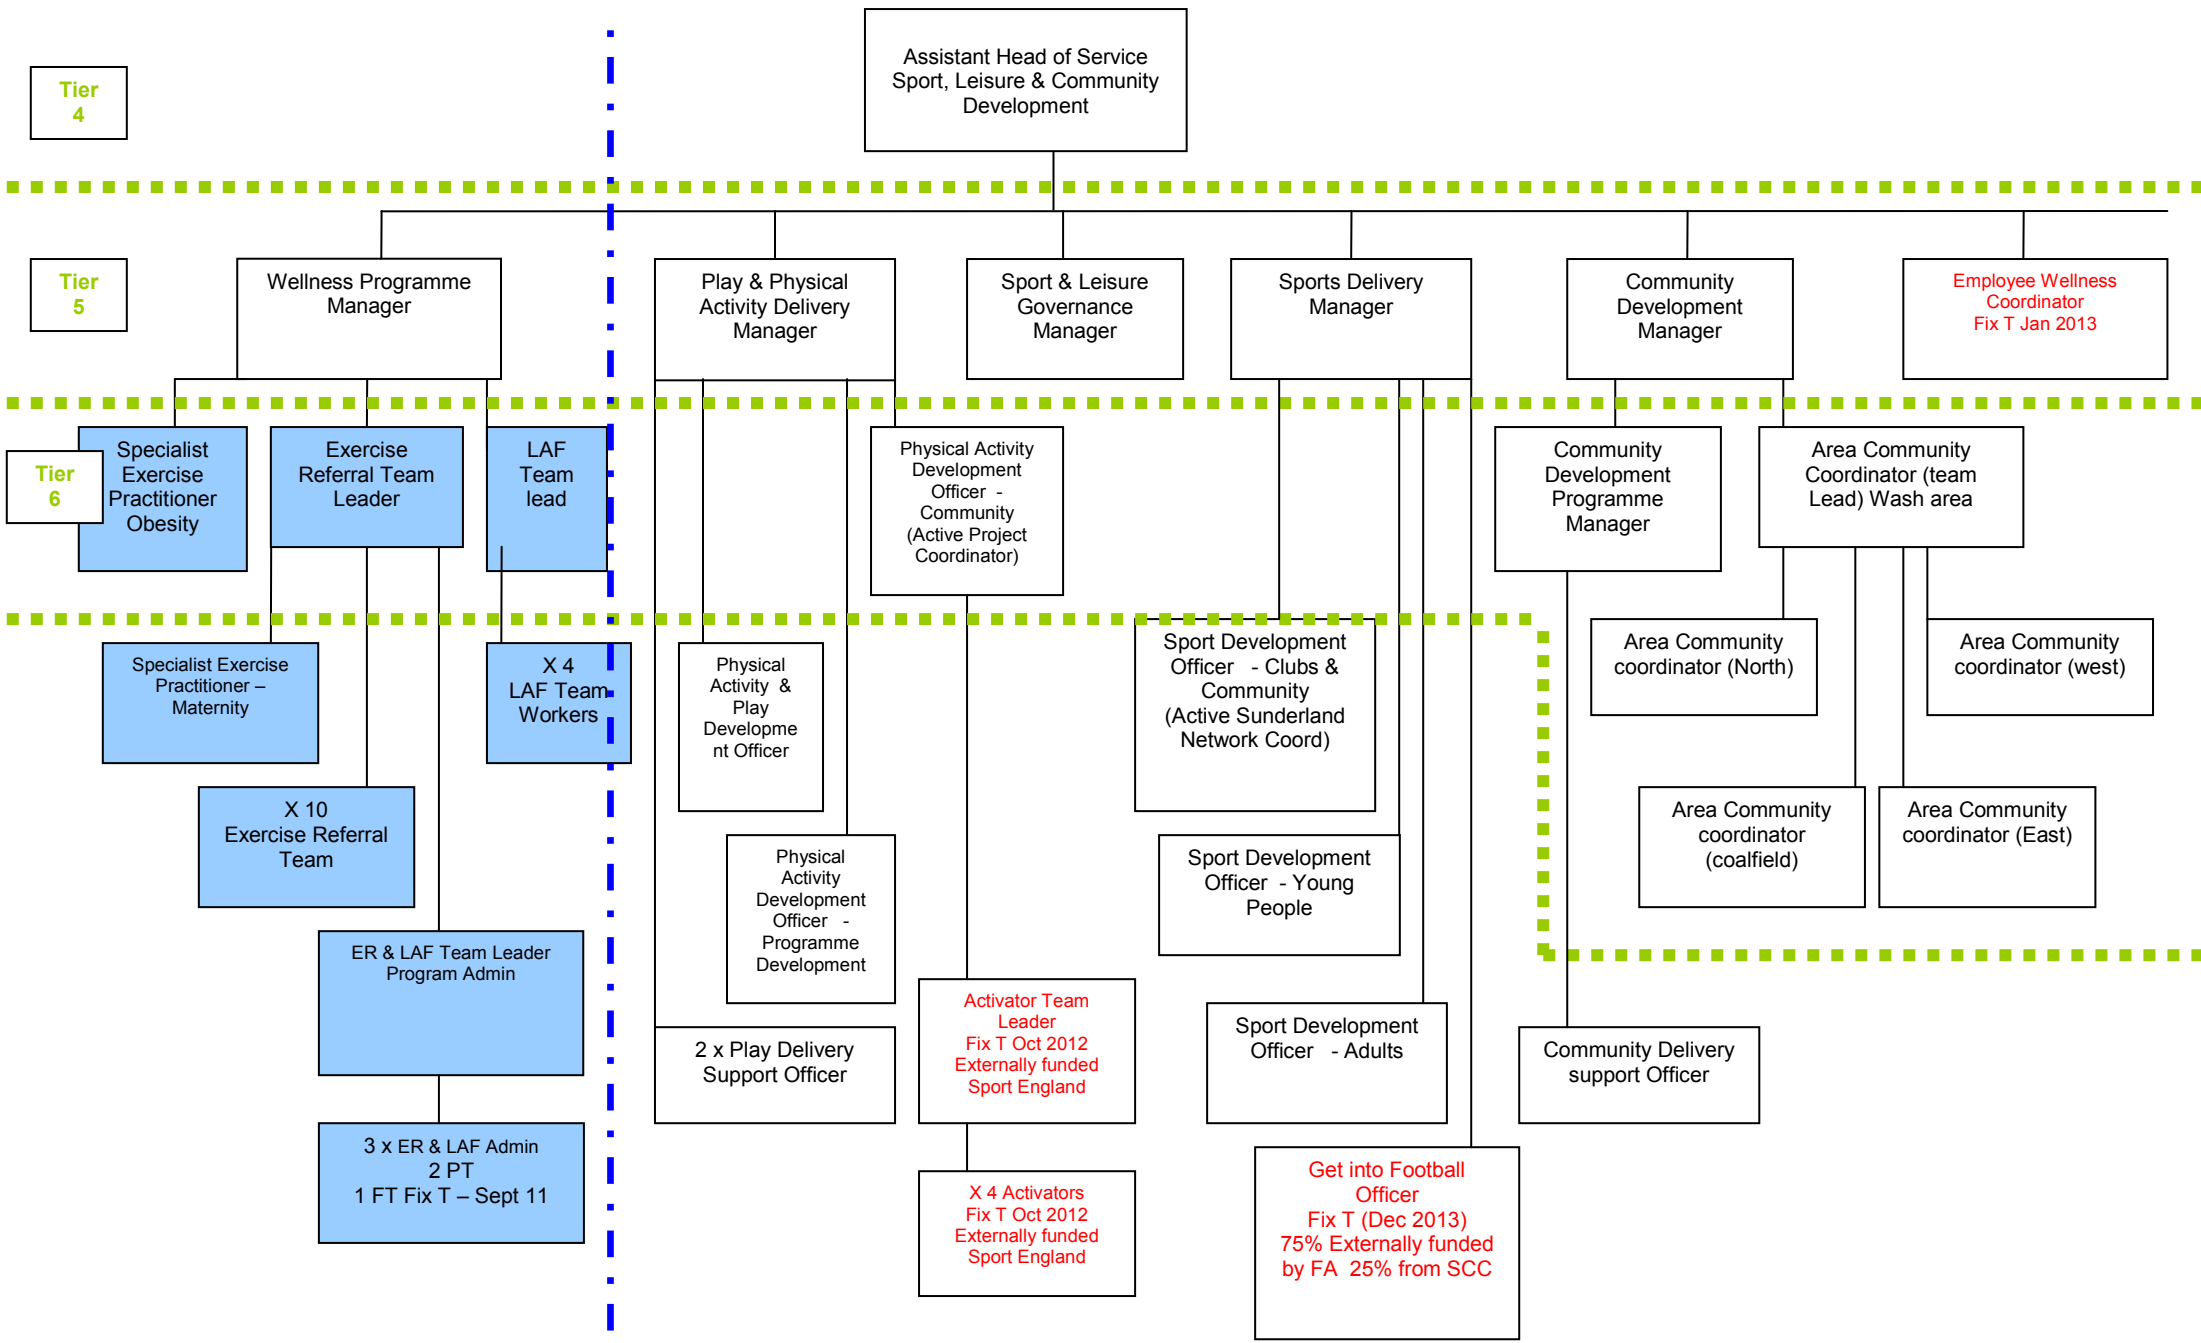 Assistant Head of Service
Sport, Leisure & Community
Development
Tier
4
Tier
5
Wellness Programme
Manager
Play & Physical
Activity Delivery
Manager
Sport & Leisure
Governance
Manager
Sports Delivery
Manager
Community
Development
Manager
Employee Wellness
Coordinator
Fix T Jan 2013
Tier
6
Specialist
Exercise
Practitioner
Obesity
Exercise
Referral Team
Leader
LAF
Team
lead
Physical Activity
Development
Officer -
Community
(Active Project
Coordinator)
Community
Development
Programme
Manager
Area Community
Coordinator (team
Lead) Wash area
Specialist Exercise
Practitioner –
Maternity
X 4
LAF Team
Workers
Physical
Activity &
Play
Developme
nt Officer
Sport Development
Officer - Clubs &
Community
(Active Sunderland
Network Coord)
Area Community
coordinator (North)
Area Community
coordinator (west)
X 10
Exercise Referral
Team
Physical
Activity
Development
Officer -
Programme
Development
Sport Development
Officer - Young
People
Area Community
coordinator
(coalfield)
Area Community
coordinator (East)
ER & LAF Team Leader
Program Admin
2 x Play Delivery
Support Officer
Activator Team
Leader
Fix T Oct 2012
Externally funded
Sport England
Sport Development
Officer - Adults
Community Delivery
support Officer
3 x ER & LAF Admin
2 PT
1 FT Fix T – Sept 11
X 4 Activators
Fix T Oct 2012
Externally funded
Sport England
Get into Football
Officer
Fix T (Dec 2013)
75% Externally funded
by FA 25% from SCC